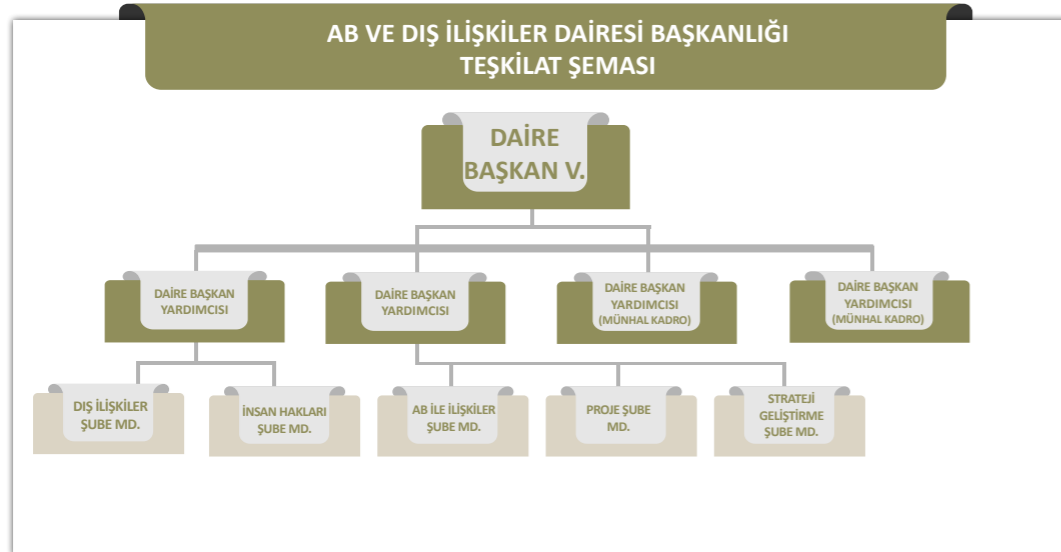 AB VE DIŞ İLİŞKİLER DAİRESİ BAŞKANLIĞI
TEŞKİLAT ŞEMASI
DAİRE
BAŞKAN V.
DAİRE BAŞKAN
YARDIMCISI
DAİRE BAŞKAN
YARDIMCISI
DAİRE BAŞKAN
YARDIMCISI
(MÜNHAL KADRO)
DAİRE BAŞKAN
YARDIMCISI
(MÜNHAL KADRO)
DIŞ İLİŞKİLER
ŞUBE MD.
İNSAN HAKLARI
ŞUBE MD.
AB İLE İLİŞKİLER
ŞUBE MD.
PROJE ŞUBE
MD.
STRATEJİ
GELİŞTİRME
ŞUBE MD.